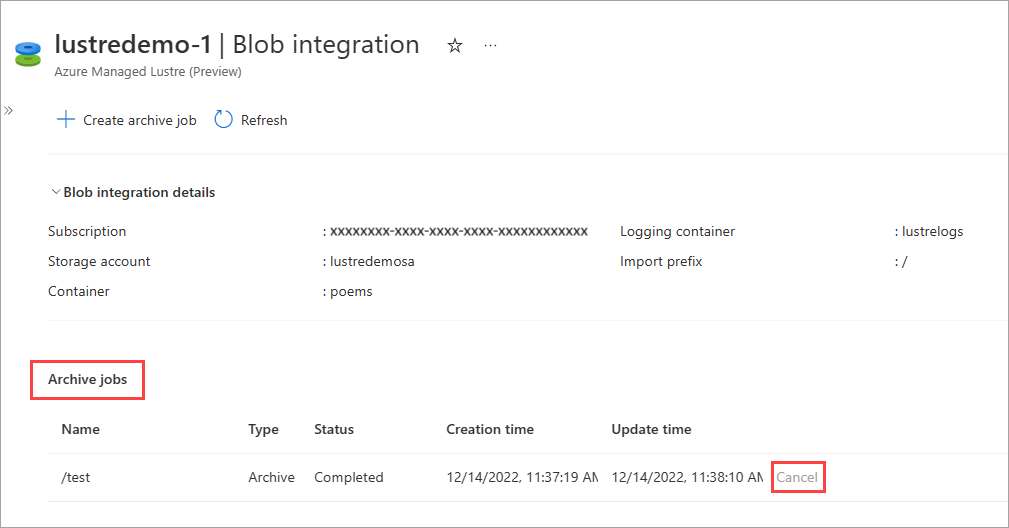 lustredemo-1 | Blob integration ☆ ...
Azure Managed Lustre (Preview)
»
+ Create archive job Refresh
Blob integration details
Subscription : xxxxxxxx-xxxx-xxxx-xxxx-xxxxxxxxxxxx Logging container : lustrelogs
Storage account : lustredemosa Import prefix : /
Container : poems
Archive jobs
Name Type Status Creation time Update time
/test Archive Completed 12/14/2022, 11:37:19 AM 12/14/2022, 11:38:10 AM Cancel